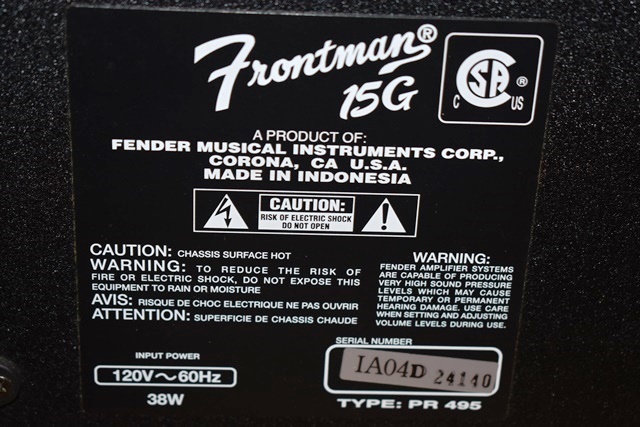 Frontman®
15G
CSA ®
C US
A PRODUCT OF:
FENDER MUSICAL INSTRUMENTS CORP.,
CORONA, CA U.S.A.
MADE IN INDONESIA
CAUTION:
RISK OF ELECTRIC SHOCK
DO NOT OPEN
CAUTION: CHASSIS SURFACE HOT
WARNING: TO REDUCE THE RISK OF
FIRE OR ELECTRIC SHOCK, DO NOT EXPOSE THIS
EQUIPMENT TO RAIN OR MOISTURE
AVIS: RISQUE DE CHOC ELECTRIQUE NE PAS OUVRIR
ATTENTION: SUPERFICIE DE CHASSIS CHAUDE
WARNING:
FENDER AMPLIFIER SYSTEMS
ARE CAPABLE OF PRODUCING
VERY HIGH SOUND PRESSURE
LEVELS WHICH MAY CAUSE
TEMPORARY OR PERMANENT
HEARING DAMAGE. USE CARE
WHEN SETTING AND ADJUSTING
VOLUME LEVELS DURING USE.
INPUT POWER
120V~60Hz
38W
SERIAL NUMBER
IA04D 24140
TYPE: PR 495